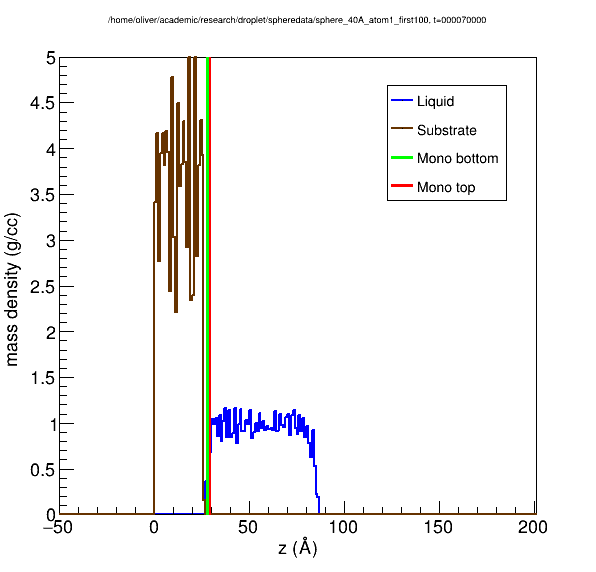 /home/oliver/academic/research/droplet/spheredata/sphere_40A_atom1_first100, t=000070000
5
4.5
4
3.5
3
2.5
2
1.5
1
0.5
0
mass density (g/cc)
Liquid
Substrate
Mono bottom
Mono top
−50 0 50 100 150 200
z (Å)